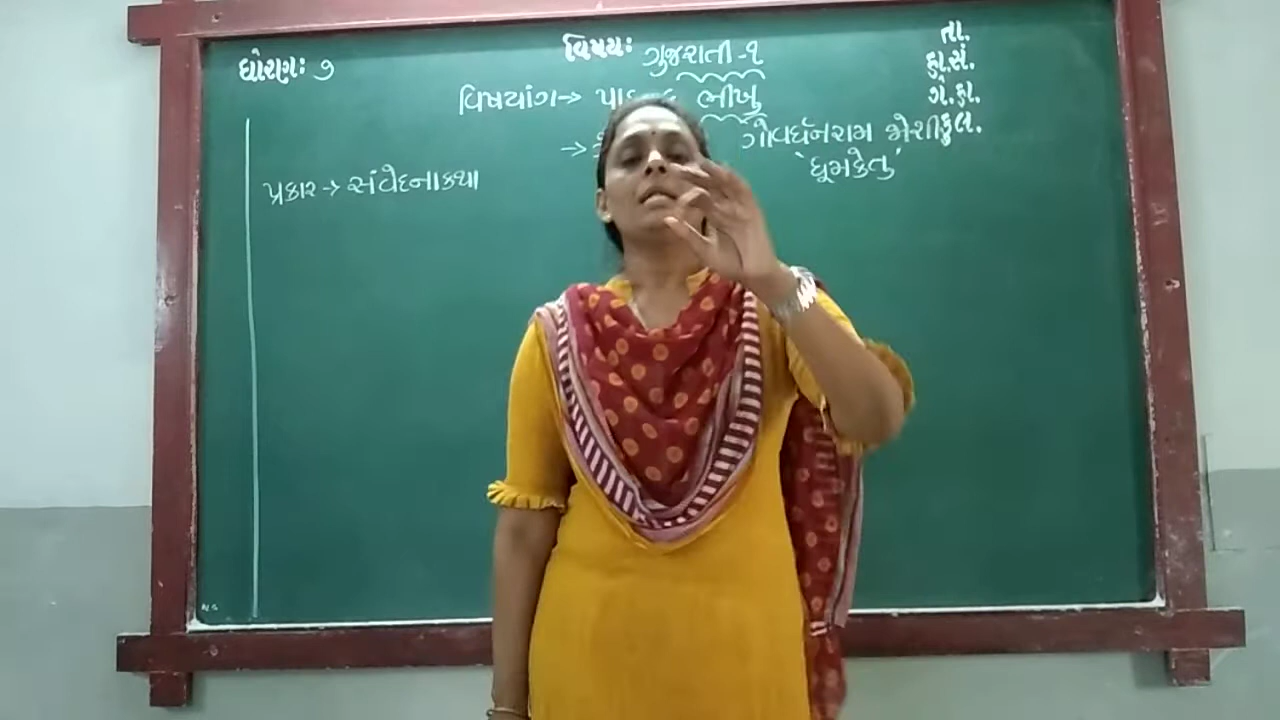 ધોરણઃ ૭
વિષયઃ ગુજરાતી-૧
વિષયાંગ→ ભીખુ
→ ગોવર્ધનરામ જોશી
'ધૂમકેતુ'
પ્રકાર→ સંવેદનાકથા
તા.
હા.સં.
ગે.હા.
કુલ.